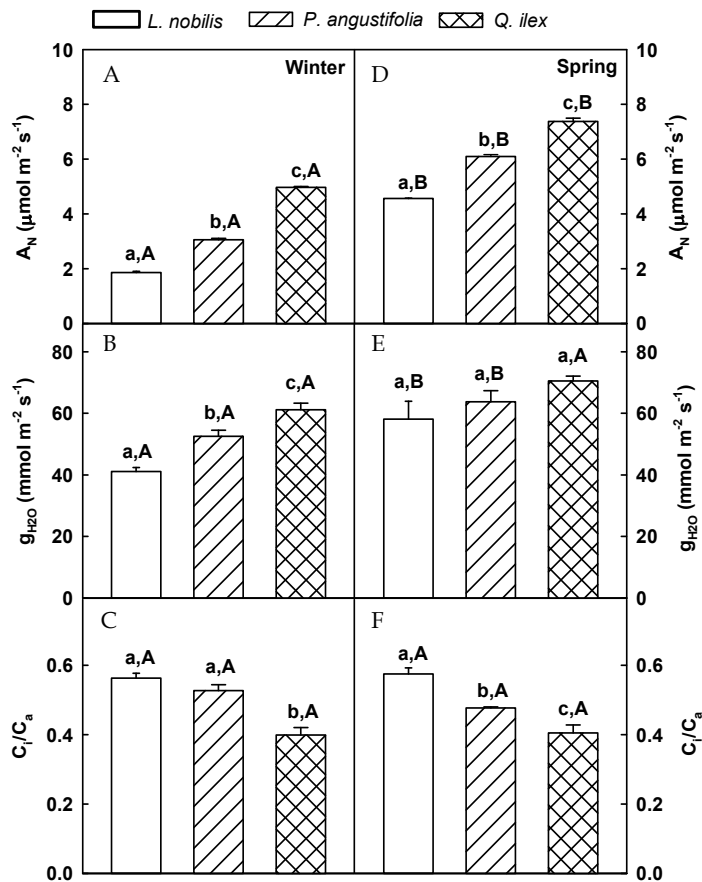 L. nobilis P. angustifolia Q. ilex
A Winter
10
8
6
4
2
0
A_N (µmol m⁻² s⁻¹)
a,A
b,A
c,A
D Spring
10
8
6
4
2
0
A_N (µmol m⁻² s⁻¹)
a,B
b,B
c,B
B
80
60
40
20
0
g_H2O (mmol m⁻² s⁻¹)
a,A
b,A
c,A
E
80
60
40
20
0
g_H2O (mmol m⁻² s⁻¹)
a,B
a,B
a,A
C
0.6
0.4
0.2
0.0
C_i/C_a
a,A
a,A
b,A
F
0.6
0.4
0.2
0.0
C_i/C_a
a,A
b,A
c,A